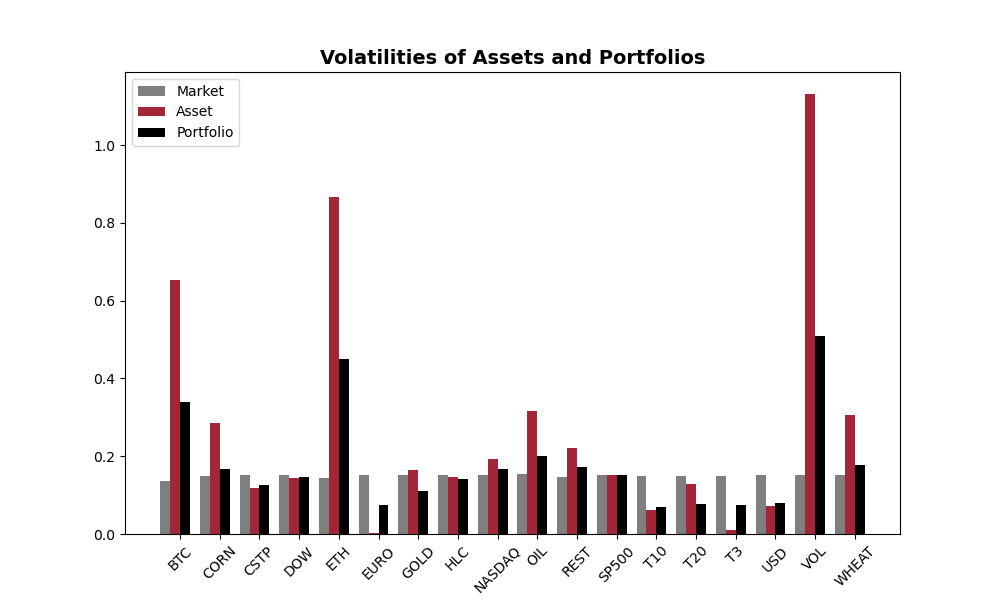 Volatilities of Assets and Portfolios
Market
Asset
Portfolio
1.0
0.8
0.6
0.4
0.2
0.0
BTC
CORN
CSTP
DOW
ETH
EURO
GOLD
HLC
NASDAQ
OIL
REST
SP500
T10
T20
T3
USD
VOL
WHEAT